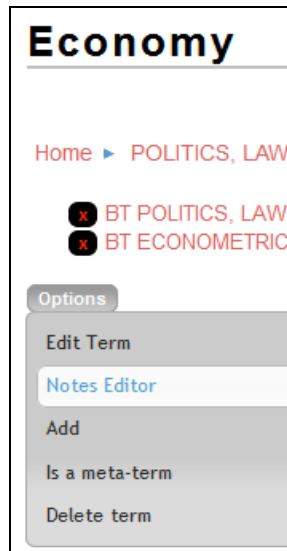 Economy
Home ► POLITICS, LAW
x BT POLITICS, LAW
x BT ECONOMETRIC
Options
Edit Term
Notes Editor
Add
Is a meta-term
Delete term